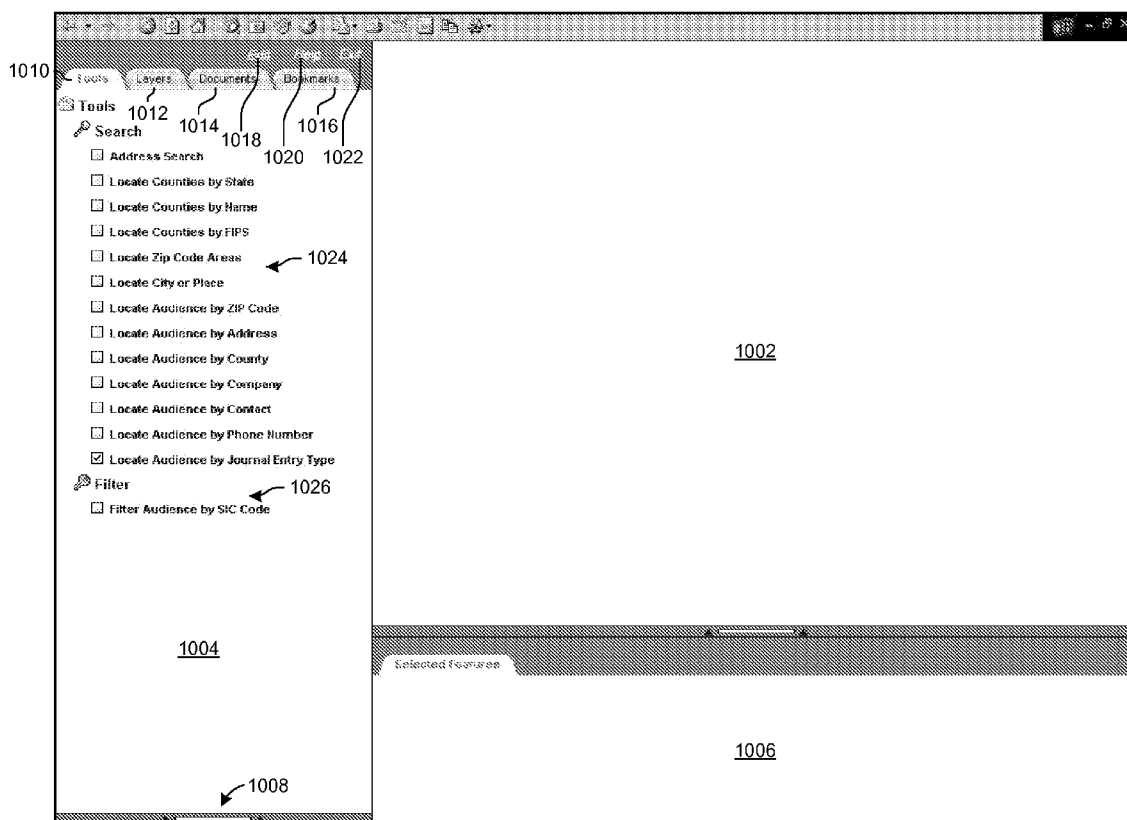 1010
Tools Layers Documents Bookmarks
1012 1014 1018 1020 1016 1022
Tools
Search
Address Search
Locate Counties by State
Locate Counties by Name
Locate Counties by FIPS
Locate Zip Code Areas
1024
Locate City or Place
Locate Audience by ZIP Code
Locate Audience by Address
Locate Audience by County
Locate Audience by Company
Locate Audience by Contact
Locate Audience by Phone Number
Locate Audience by Journal Entry Type
Filter
1026
Filter Audience by SIC Code
1002
1004
Selected Features
1006
1008